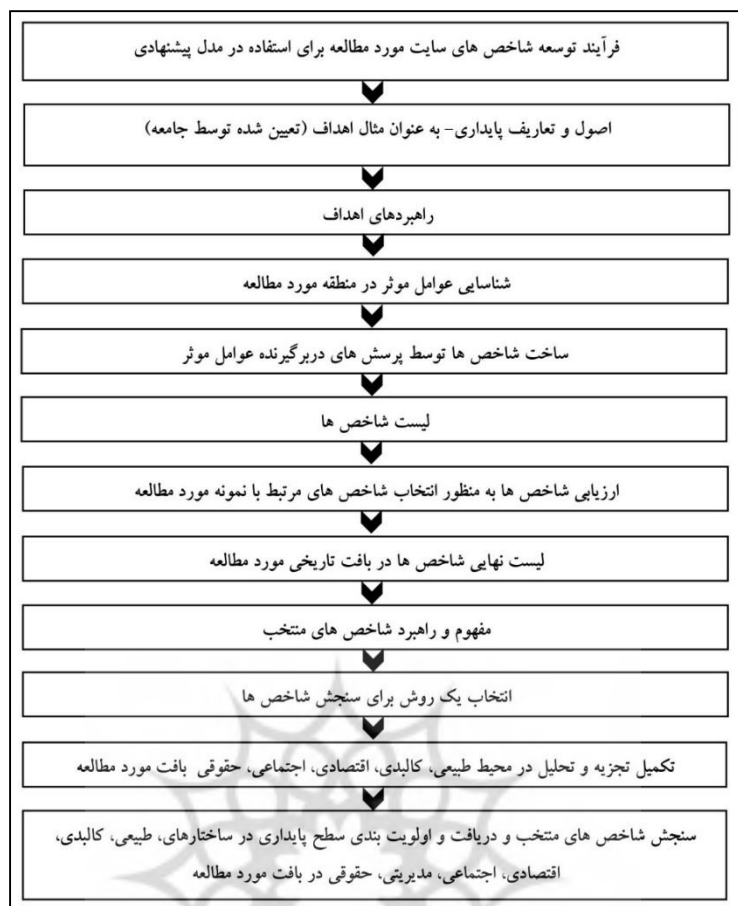 فرآیند توسعه شاخص های سایت مورد مطالعه برای استفاده در مدل پیشنهادی
اصول و تعاریف پایداری- به عنوان مثال اهداف (تعیین شده توسط جامعه)
راهبردهای اهداف
شناسایی عوامل موثر در منطقه مورد مطالعه
ساخت شاخص ها توسط پرسش های دربرگیرنده عوامل موثر
لیست شاخص ها
ارزیابی شاخص ها به منظور انتخاب شاخص های مرتبط با نمونه مورد مطالعه
لیست نهایی شاخص ها در بافت تاریخی مورد مطالعه
مفهوم و راهبرد شاخص های منتخب
انتخاب یک روش برای سنجش شاخص ها
تکمیل تجزیه و تحلیل در محیط طبیعی، کالبدی، اقتصادی، اجتماعی، حقوقی بافت مورد مطالعه
سنجش شاخص های منتخب و دریافت و اولویت بندی سطح پایداری در ساختارهای، طبیعی، کالبدی،
اقتصادی، اجتماعی، مدیریتی، حقوقی در بافت مورد مطالعه